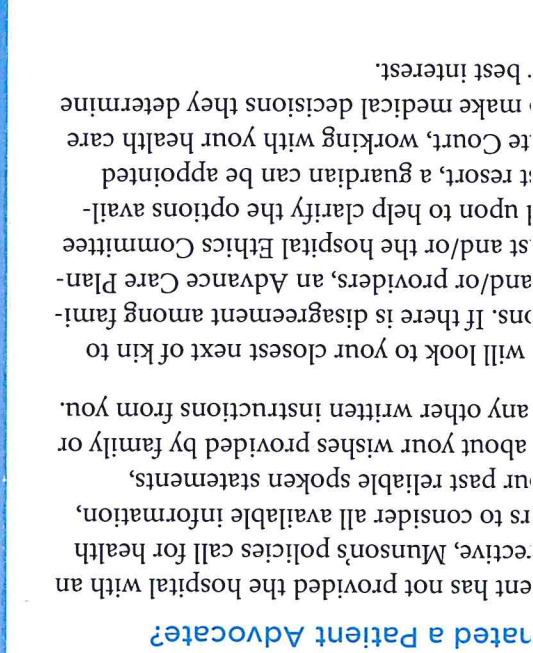 nated a Patient Advocate?
ent has not provided the hospital with an
ective, Munson's policies call for health
rs to consider all available information,
ur past reliable spoken statements,
about your wishes provided by family or
any other written instructions from you.
will look to your closest next of kin to
ons. If there is disagreement among fami-
and/or providers, an Advance Care Plan-
st and/or the hospital Ethics Committee
d upon to help clarify the options avail-
st resort, a guardian can be appointed
te Court, working with your health care
make medical decisions they determine
best interest.